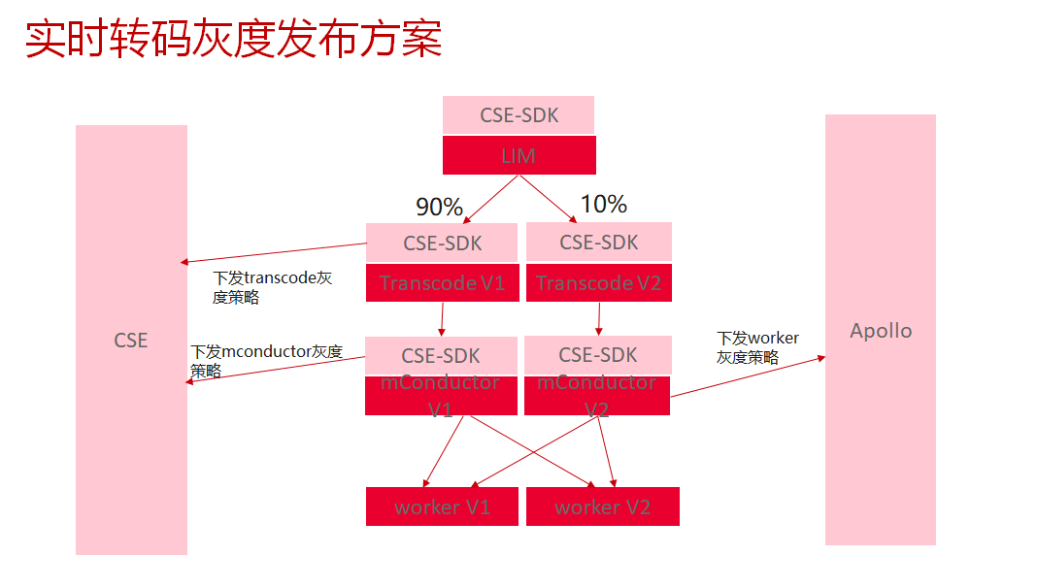 实时转码灰度发布方案
CSE-SDK
LIM
90%
10%
CSE-SDK
CSE-SDK
Transcode V1
Transcode V2
下发transcode灰
度策略
CSE
Apollo
下发worker
灰度策略
下发mconductor灰度
策略
CSE-SDK
CSE-SDK
mConductor
V1
mConductor
V2
worker V1
worker V2